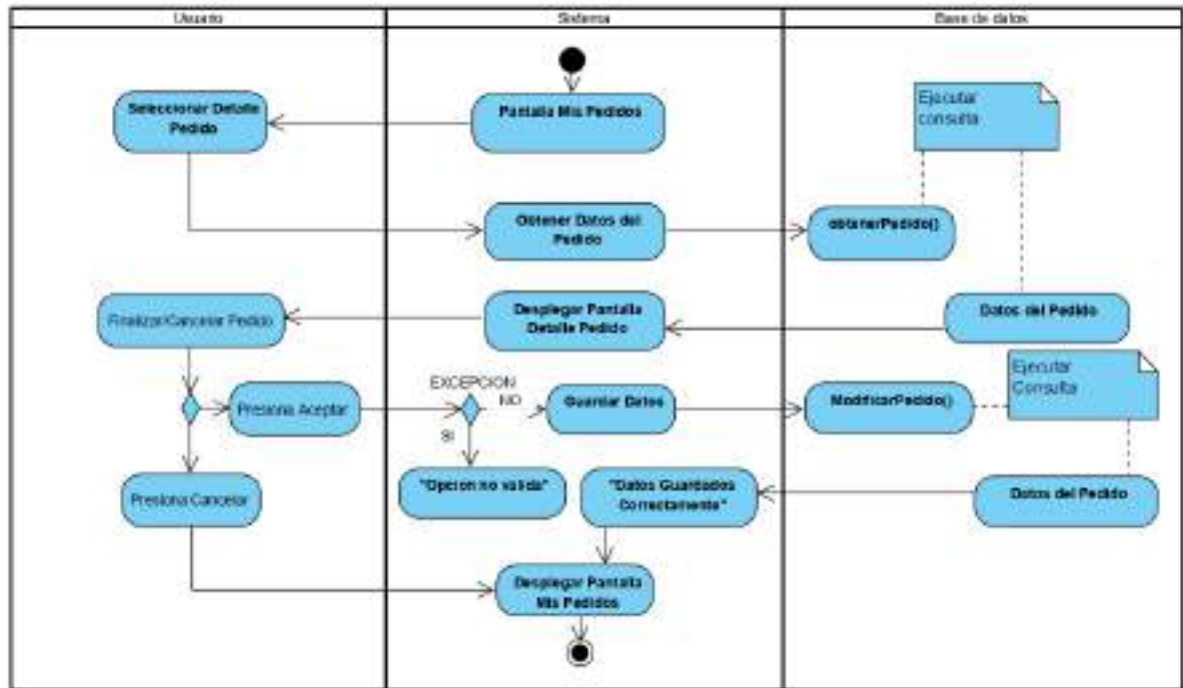 Usuario
Sistema
Base de datos
Seleccionar Detalle
Pedido
Pantalla Mis Pedidos
Ejecutar
consulta
Obtener Datos del
Pedido
obtenerPedido()
Finalizar/Cancelar Pedido
Desplegar Pantalla
Detalle Pedido
Datos del Pedido
Ejecutar
Consulta
EXCEPCION
NO
SI
Presiona Aceptar
Guardar Datos
ModificarPedido()
Presiona Cancelar
"Opcion no valida"
"Datos Guardados
Correctamente"
Datos del Pedido
Desplegar Pantalla
Mis Pedidos